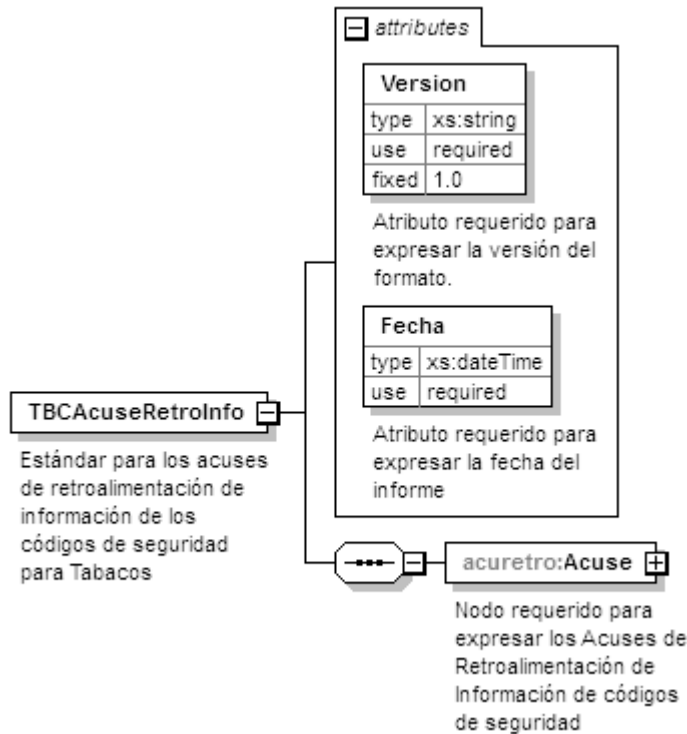 attributes
Version
type xs:string
use required
fixed 1.0
Atributo requerido para
expresar la versión del
formato.
Fecha
type xs:dateTime
use required
Atributo requerido para
expresar la fecha del
informe
TBCAcuseRetroInfo
Estándar para los acuses
de retroalimentación de
información de los
códigos de seguridad
para Tabacos
acuretro:Acuse
Nodo requerido para
expresar los Acuses de
Retroalimentación de
Información de códigos
de seguridad